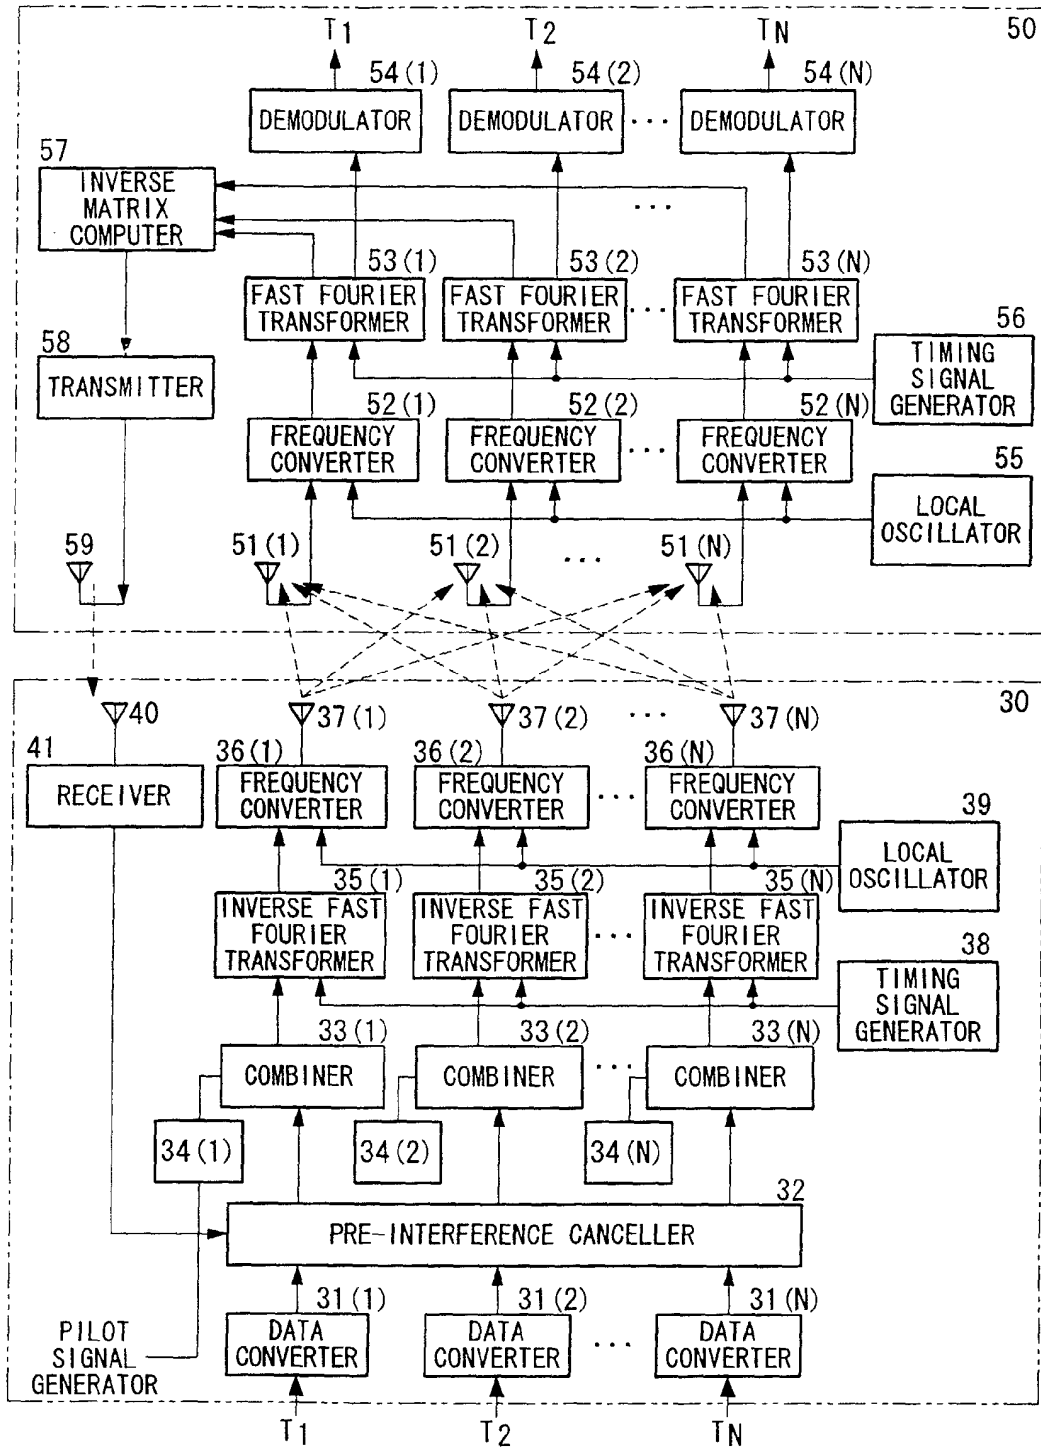 50
T1 T2 TN
54(1) 54(2) 54(N)
DEMODULATOR DEMODULATOR ... DEMODULATOR
57
INVERSE
MATRIX
COMPUTER
...
53(1) 53(2) 53(N)
FAST FOURIER
TRANSFORMER
FAST FOURIER
TRANSFORMER
...
FAST FOURIER
TRANSFORMER
56
TIMING
SIGNAL
GENERATOR
58
TRANSMITTER
52(1) 52(2) 52(N)
FREQUENCY
CONVERTER
FREQUENCY
CONVERTER
...
FREQUENCY
CONVERTER
55
LOCAL
OSCILLATOR
59 51(1) 51(2) ... 51(N)
30
40 37(1) 37(2) ... 37(N)
41
RECEIVER
36(1) 36(2) 36(N)
FREQUENCY
CONVERTER
FREQUENCY
CONVERTER
...
FREQUENCY
CONVERTER
39
LOCAL
OSCILLATOR
35(1) 35(2) 35(N)
INVERSE FAST
FOURIER
TRANSFORMER
INVERSE FAST
FOURIER
TRANSFORMER
...
INVERSE FAST
FOURIER
TRANSFORMER
38
TIMING
SIGNAL
GENERATOR
33(1) 33(2) 33(N)
COMBINER COMBINER ... COMBINER
34(1) 34(2) 34(N)
32
PRE-INTERFERENCE CANCELLER
31(1) 31(2) 31(N)
DATA
CONVERTER
DATA
CONVERTER
...
DATA
CONVERTER
PILOT
SIGNAL
GENERATOR
T1 T2 TN